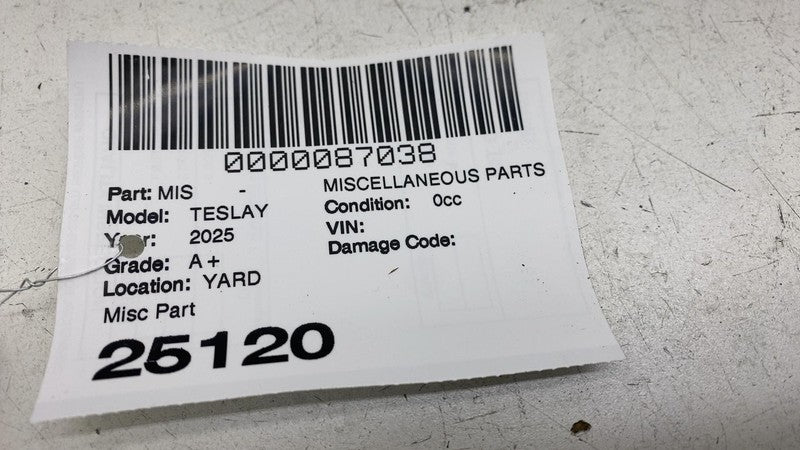 0000087038
Part: MIS - MISCELLANEOUS PARTS
Model: TESLAY Condition: 0cc
Year: 2025 VIN:
Grade: A+ Damage Code:
Location: YARD
Misc Part
25120